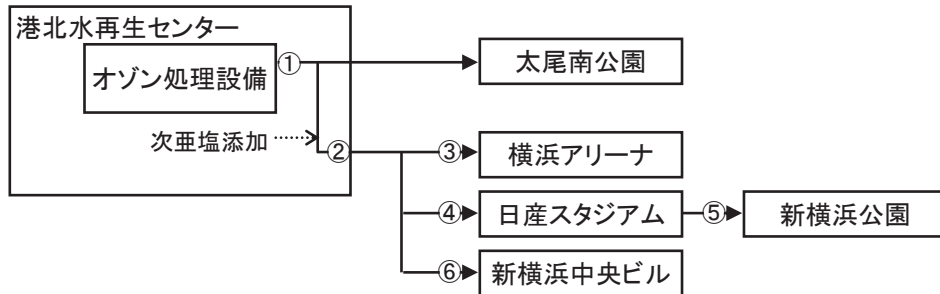 港北水再生センター
オゾン処理設備
①
太尾南公園
次亜塩添加
②
③
横浜アリーナ
④
日産スタジアム
⑤
新横浜公園
⑥
新横浜中央ビル